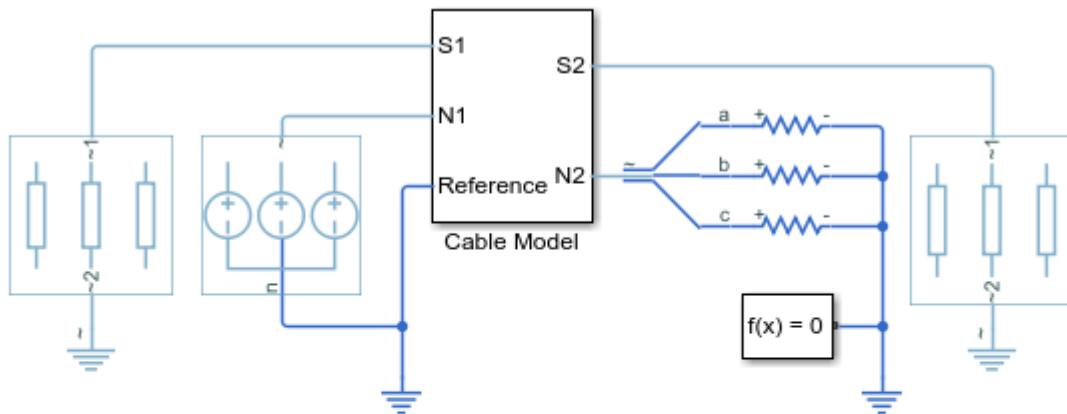 S1
S2
N1
a + -
~1
~
~1
~
b + -
N2
Reference
c + -
Cable Model
~2
n
~2
f(x) = 0
~
~